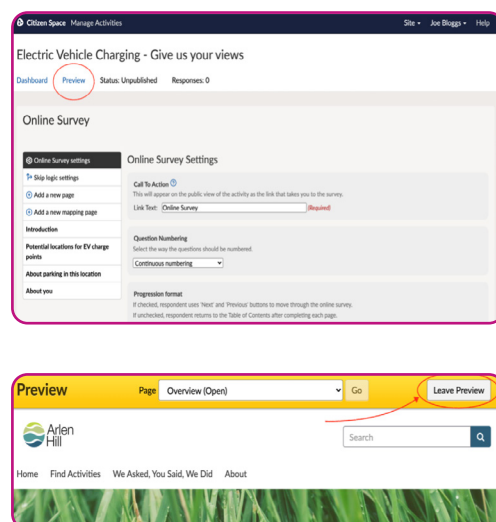 Citizen Space Manage Activities Site Joe Bloggs Help
Electric Vehicle Charging - Give us your views
Dashboard Preview Status: Unpublished Responses: 0
Online Survey
Online Survey settings
Skip logic settings
Add a new page
Add a new mapping page
Introduction
Potential locations for EV charge
points
About parking in this location
About you
Online Survey Settings
Call To Action
This will appear on the public view of the activity as the link that takes you to the survey.
Link Text: Online Survey (Required)
Question Numbering
Select the way the questions should be numbered.
Continuous numbering
Progression format
If checked, respondent uses 'Next' and 'Previous' buttons to move through the online survey.
If unchecked, respondent returns to the Table of Contents after completing each page.
Preview Page Overview (Open) Go Leave Preview
Arlen
Hill
Search
Home Find Activities We Asked, You Said, We Did About